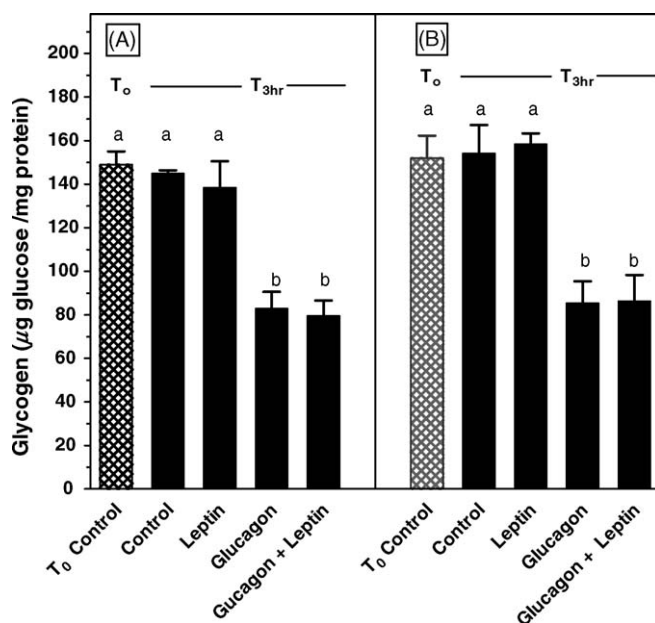 (A)
(B)
T₀
T₃hr
T₀
T₃hr
a
a
a
b
b
a
a
a
b
b
200
180
160
140
120
100
80
60
40
20
0
Glycogen (µg glucose /mg protein)
T₀ Control
Control
Leptin
Glucagon
Gucagon + Leptin
T₀ Control
Control
Leptin
Glucagon
Glucagon + Leptin